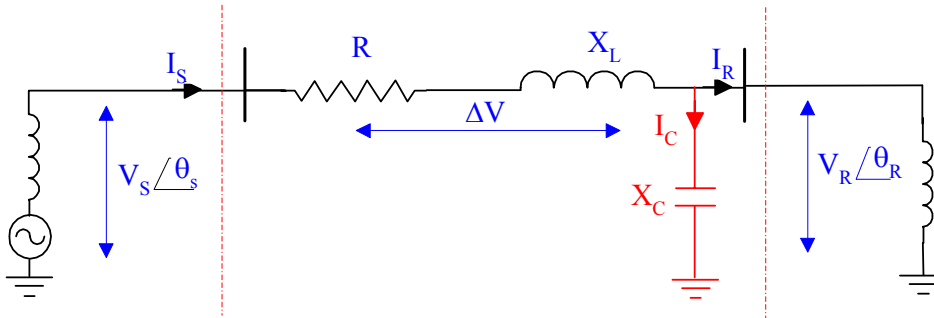 R
X_L
I_S
I_R
ΔV
I_C
V_S∠θ_s
X_C
V_R∠θ_R